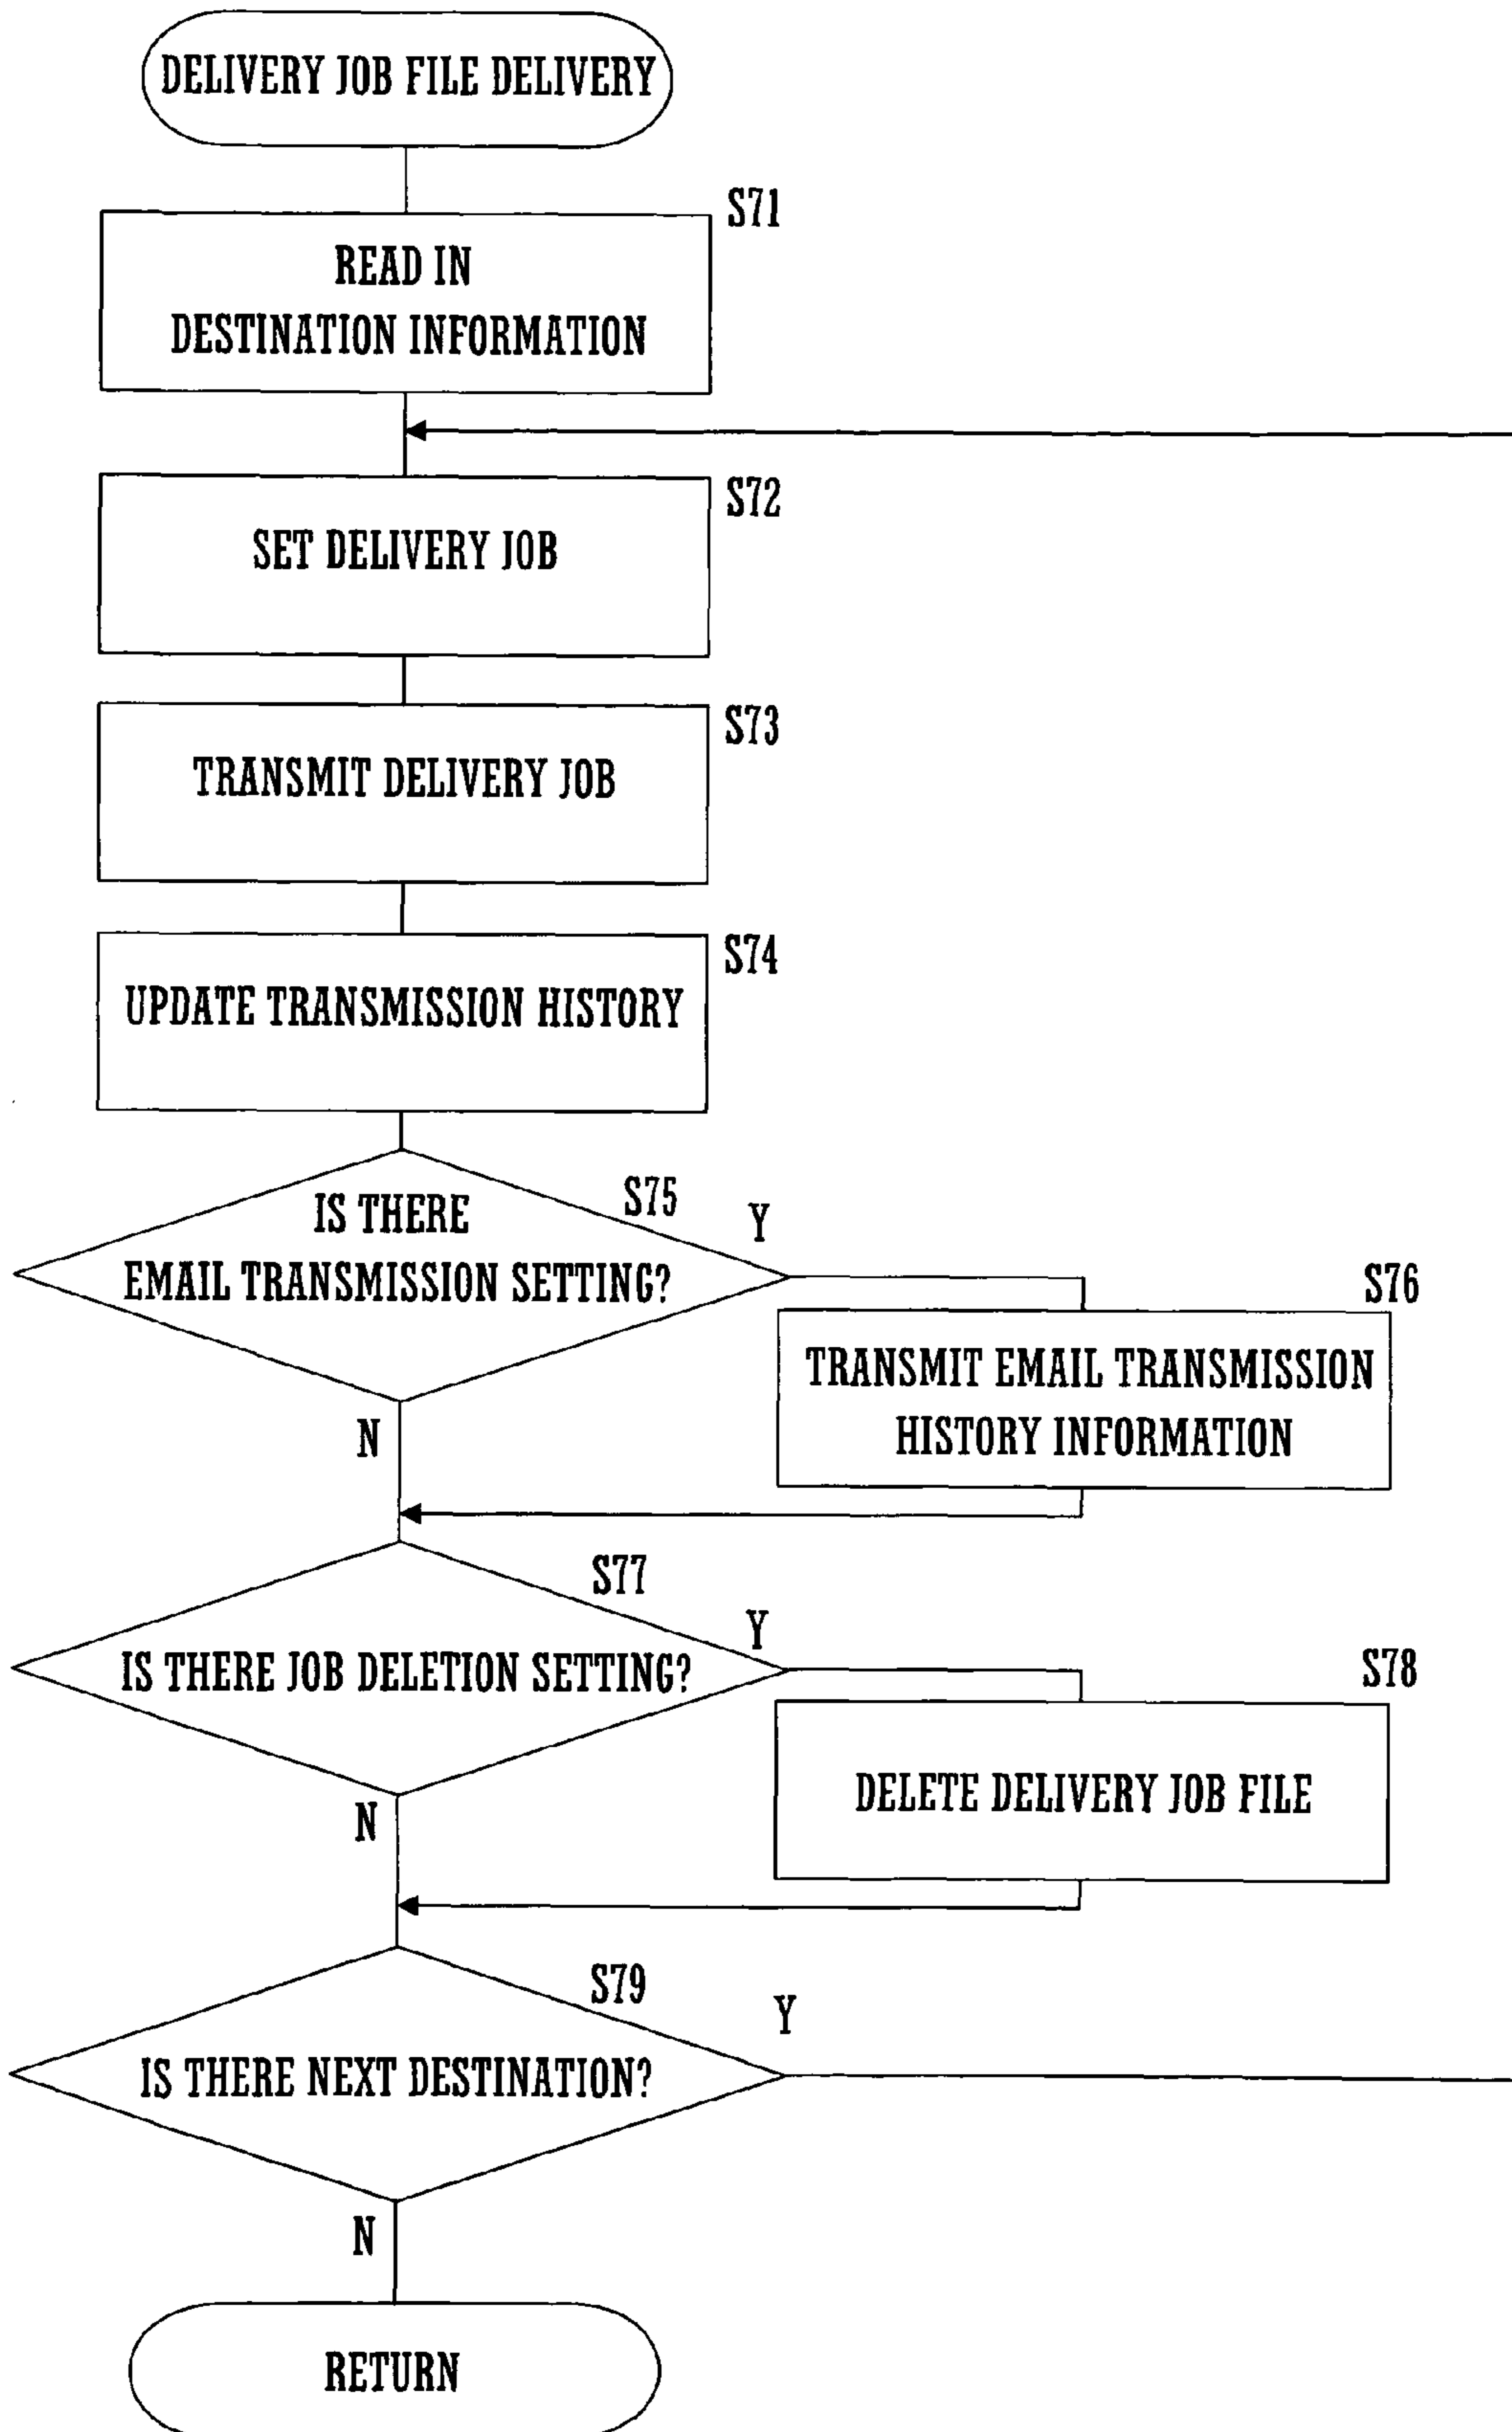 DELIVERY JOB FILE DELIVERY
S71
READ IN
DESTINATION INFORMATION
S72
SET DELIVERY JOB
S73
TRANSMIT DELIVERY JOB
S74
UPDATE TRANSMISSION HISTORY
S75
IS THERE
EMAIL TRANSMISSION SETTING?
Y
N
S76
TRANSMIT EMAIL TRANSMISSION
HISTORY INFORMATION
S77
IS THERE JOB DELETION SETTING?
Y
N
S78
DELETE DELIVERY JOB FILE
S79
IS THERE NEXT DESTINATION?
Y
N
RETURN